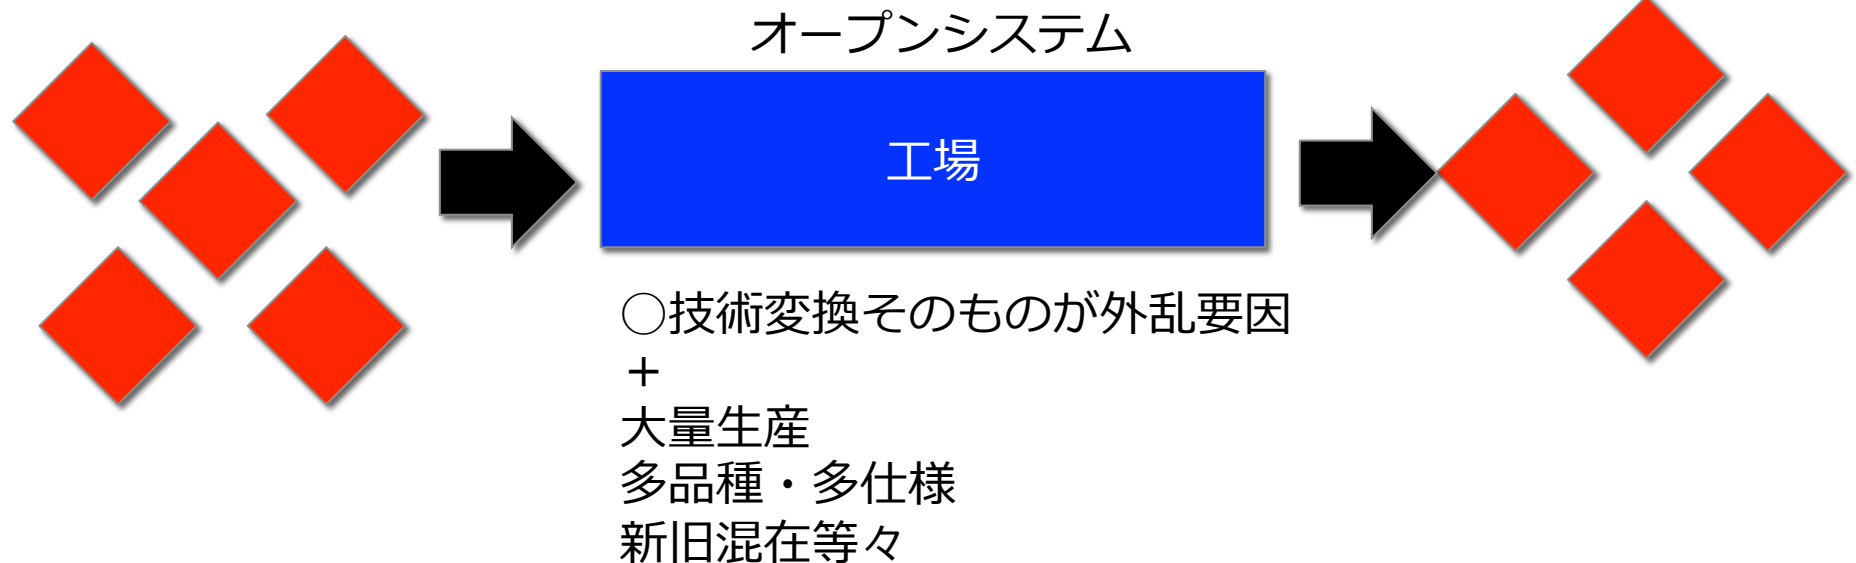 オープンシステム
工場
○技術変換そのものが外乱要因
＋
大量生産
多品種・多仕様
新旧混在等々